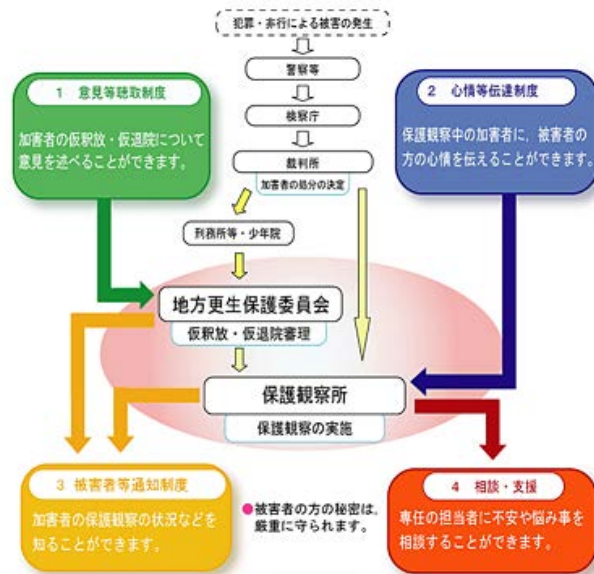 犯罪・非行による被害の発生
警察等
検察庁
裁判所
加害者の処分の決定
刑務所等・少年院
1 意見等聴取制度
加害者の仮釈放・仮退院について
意見を述べることができます。
2 心情等伝達制度
保護観察中の加害者に，被害者の
方の心情を伝えることができます。
地方更生保護委員会
仮釈放・仮退院審理
保護観察所
保護観察の実施
3 被害者等通知制度
加害者の保護観察の状況などを
知ることができます。
●被害者の方の秘密は，
厳重に守られます。
4 相談・支援
専任の担当者に不安や悩み事を
相談することができます。